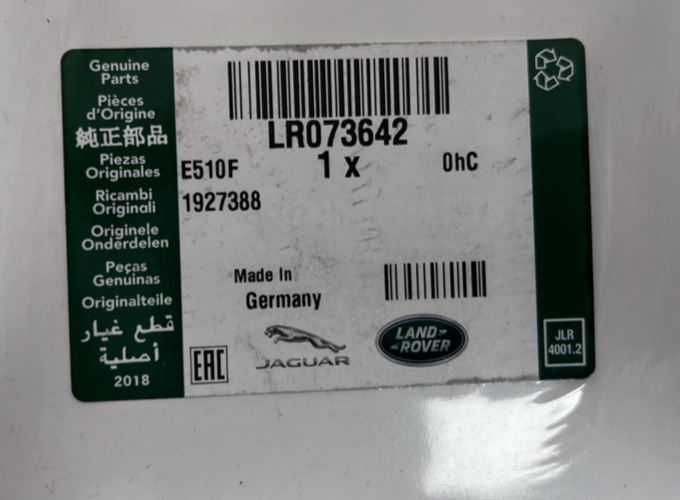 Genuine
Parts
Pièces
d'Origine
純正部品
Piezas
Originales
Ricambi
Originali
Originele
Onderdelen
Peças
Genuinas
Originalteile
قطع غيار
أصلية
2018
LR073642
E510F 1 x 0hC
1927388
Made In
Germany
EAC
JAGUAR
LAND-
-ROVER
JLR
4001.2